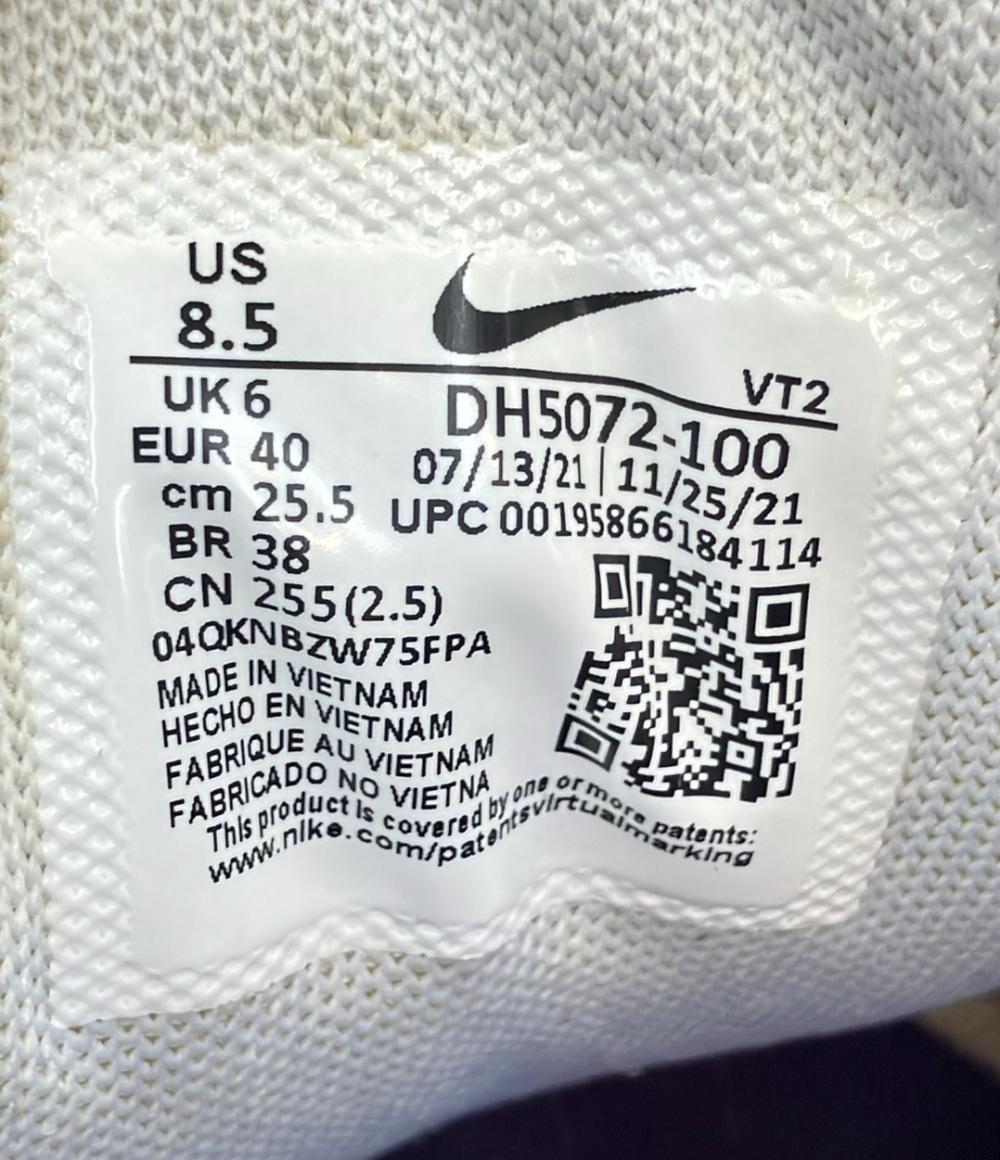 US
8.5
VT2
UK 6
DH5072-100
EUR 40
07/13/21 | 11/25/21
cm 25.5
UPC 00195866184114
BR 38
CN 255(2.5)
04QKNBZW75FPA
MADE IN VIETNAM
HECHO EN VIETNAM
FABRIQUE AU VIETNAM
FABRICADO NO VIETNA
This product is covered by one or more patents:
www.nike.com/patentsvirtualmarking